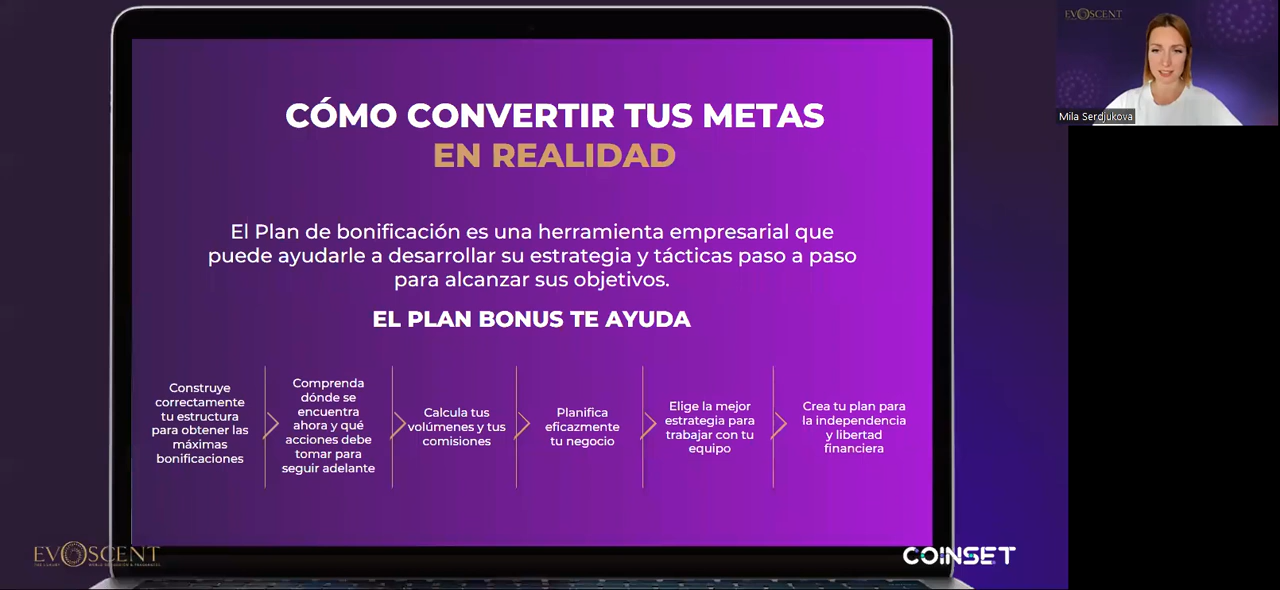 EVOSCENT
Mila Serdjukova
CÓMO CONVERTIR TUS METAS
EN REALIDAD
El Plan de bonificación es una herramienta empresarial que
puede ayudarle a desarrollar su estrategia y tácticas paso a paso
para alcanzar sus objetivos.
EL PLAN BONUS TE AYUDA
Construye
correctamente
tu estructura
para obtener las
máximas
bonificaciones
Comprenda
dónde se
encuentra
ahora y qué
acciones debe
tomar para
seguir adelante
Calcula tus
volúmenes y tus
comisiones
Planifica
eficazmente
tu negocio
Elige la mejor
estrategia para
trabajar con tu
equipo
Crea tu plan para
la independencia
y libertad
financiera
EVOSCENT
COINSET